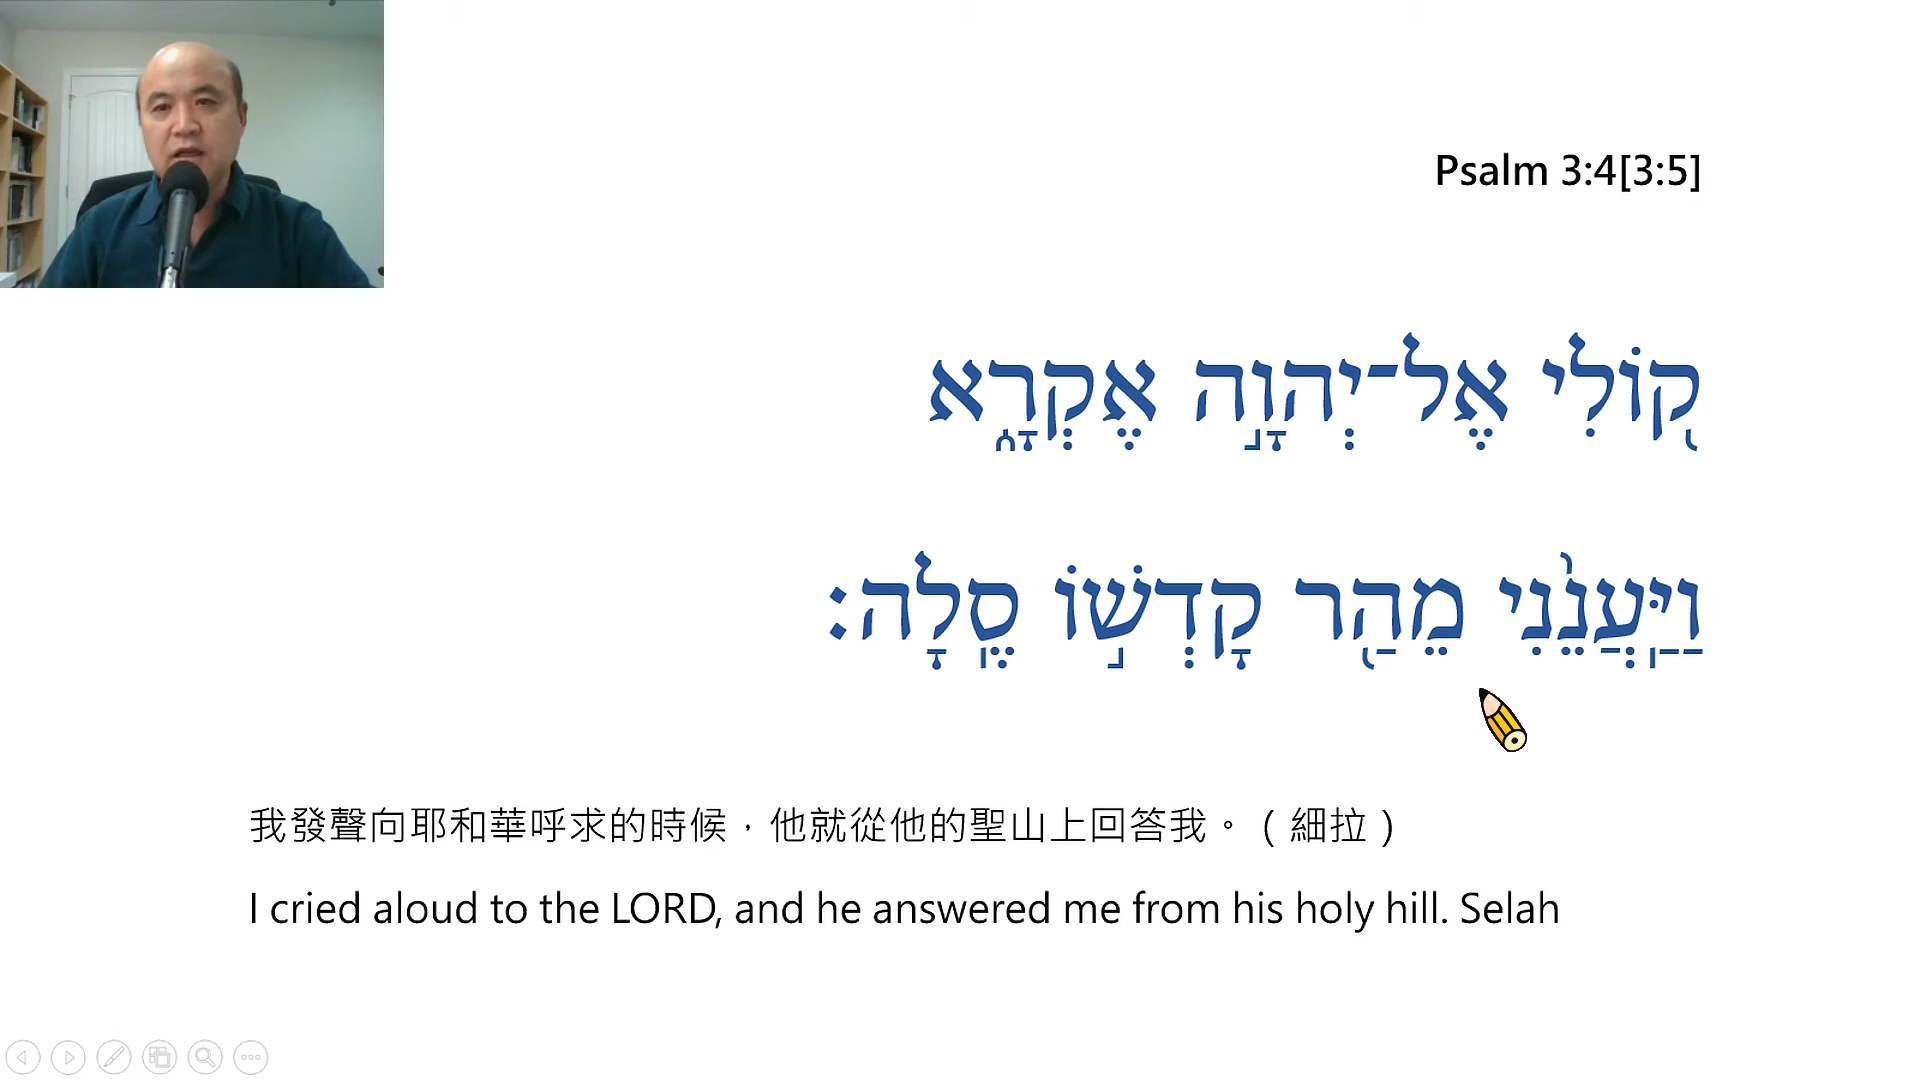 Psalm 3:4[3:5]
ק֭וֹלִי אֶל־יְהוָ֣ה אֶקְרָ֑א
וַיַּֽעֲנֵ֨נִי מֵהַ֖ר קָדְשׁ֣וֹ סֶֽלָה׃
我發聲向耶和華呼求的時候，他就從他的聖山上回答我。（細拉）
I cried aloud to the LORD, and he answered me from his holy hill. Selah